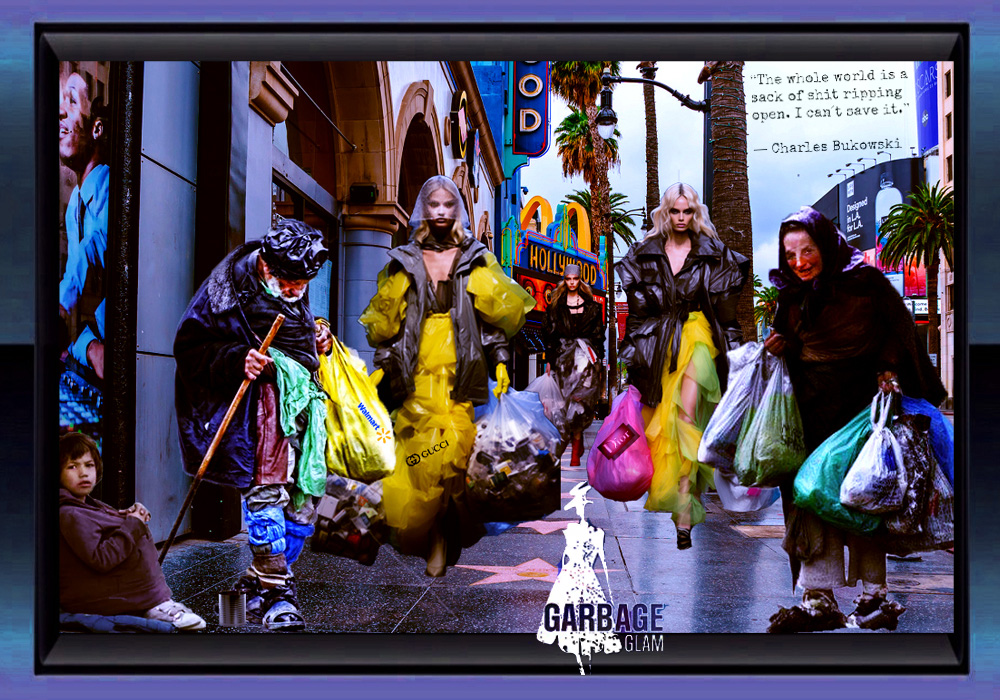 “The whole world is a
sack of shit ripping
open. I can't save it.”
— Charles Bukowski
OOD
HOLLYWOOD
Designed
in L.A.
for L.A.
Walmart
GUCCI
Dior
GARBAGE
GLAM